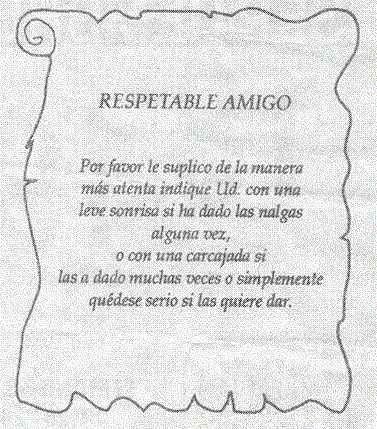 RESPETABLE AMIGO
Por favor le suplico de la manera
más atenta indique Ud. con una
leve sonrisa si ha dado las nalgas
alguna vez,
o con una carcajada si
las a dado muchas veces o simplemente
quédese serio si las quiere dar.